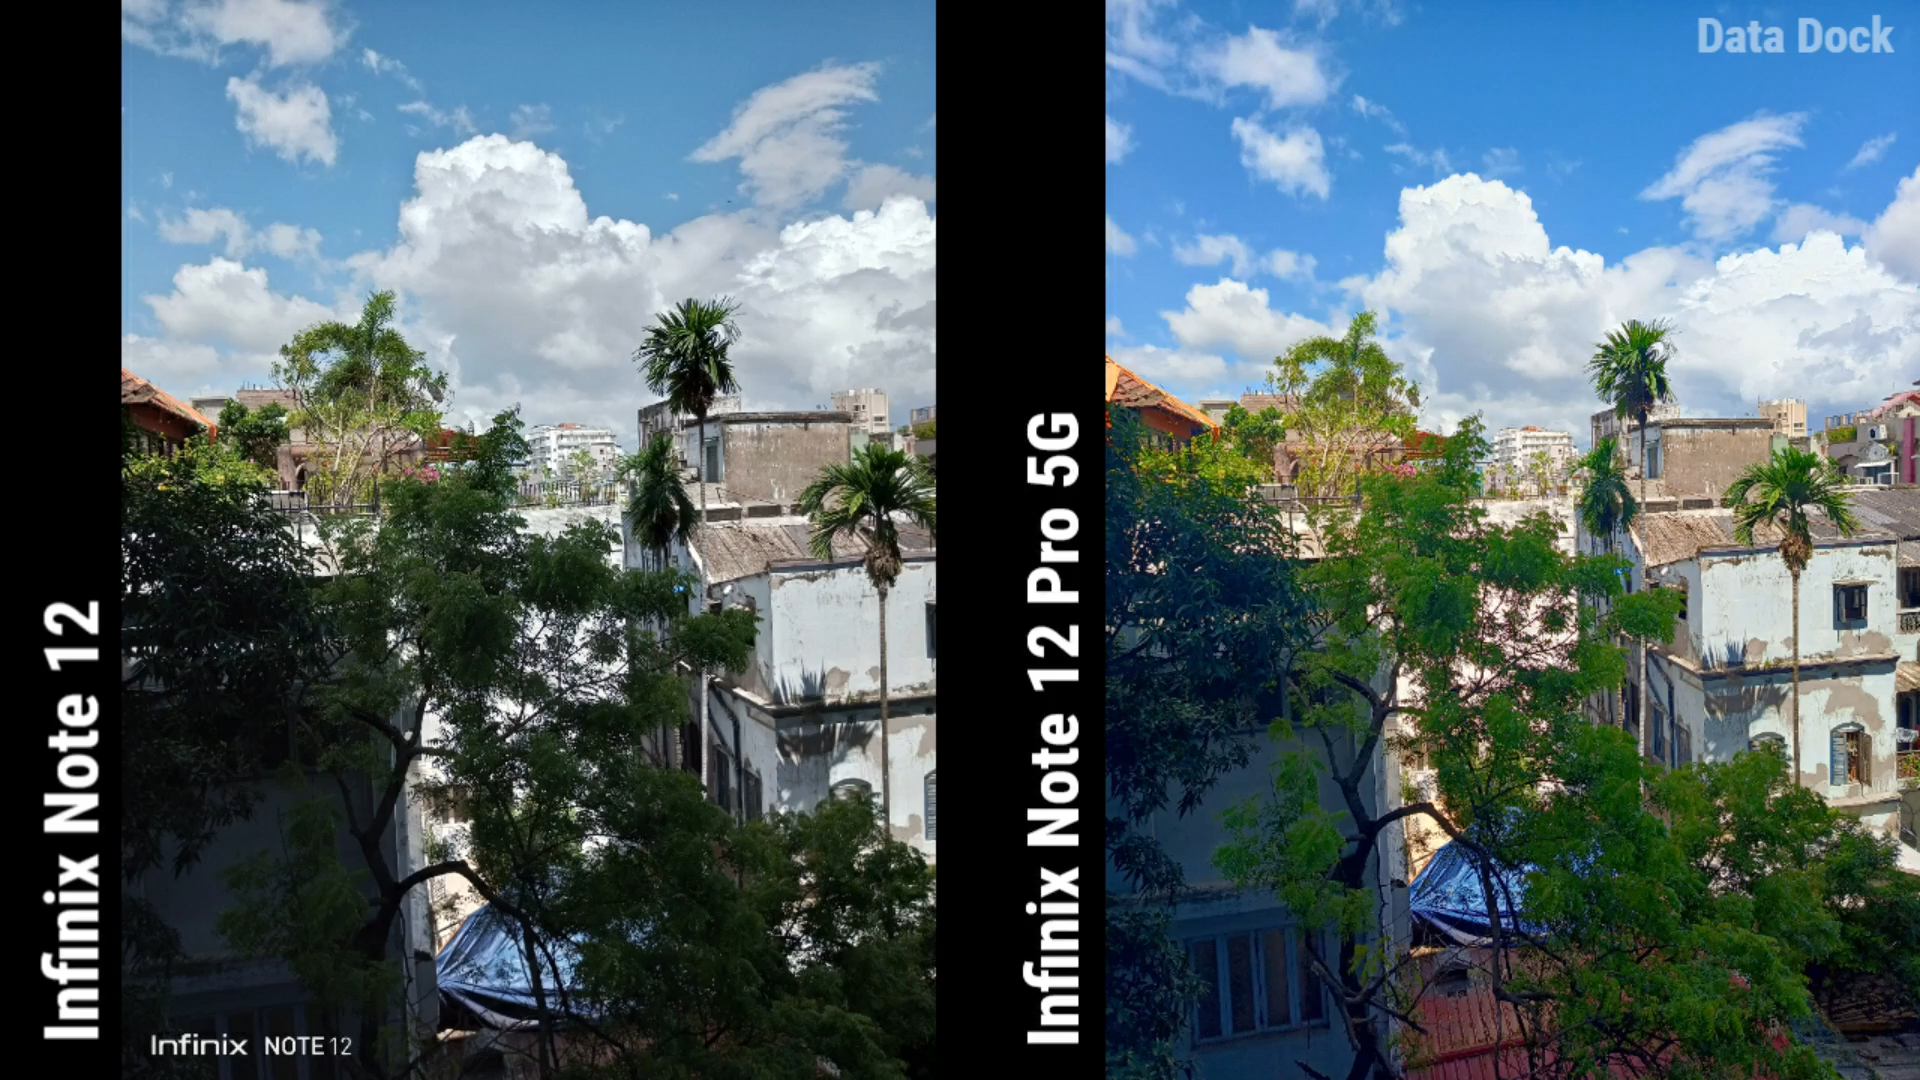 Infinix Note 12
Infinix NOTE 12
Infinix Note 12 Pro 5G
Data Dock